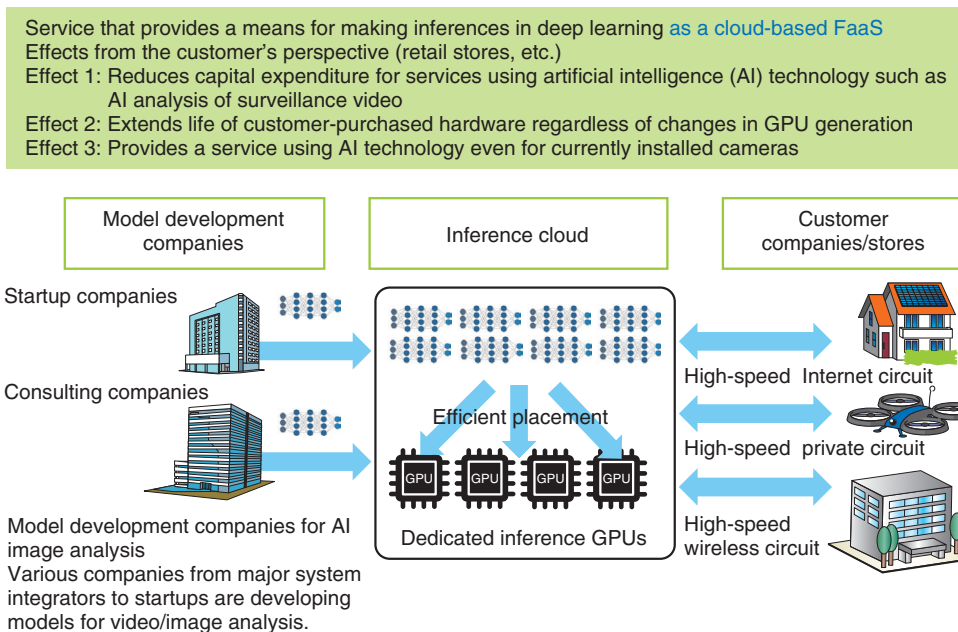 Service that provides a means for making inferences in deep learning as a cloud-based FaaS
Effects from the customer's perspective (retail stores, etc.)
Effect 1: Reduces capital expenditure for services using artificial intelligence (AI) technology such as
AI analysis of surveillance video
Effect 2: Extends life of customer-purchased hardware regardless of changes in GPU generation
Effect 3: Provides a service using AI technology even for currently installed cameras
Model development
companies
Inference cloud
Customer
companies/stores
Startup companies
Consulting companies
Model development companies for AI
image analysis
Various companies from major system
integrators to startups are developing
models for video/image analysis.
Efficient placement
GPU
GPU
GPU
GPU
Dedicated inference GPUs
High-speed Internet circuit
High-speed private circuit
High-speed
wireless circuit